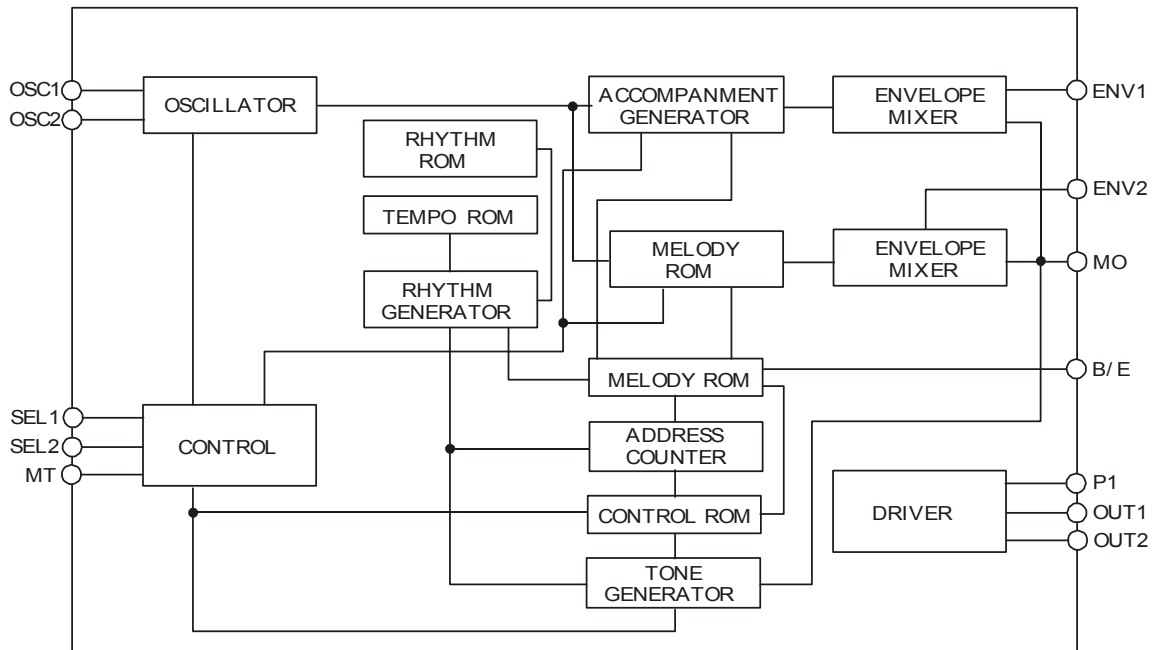 OSC1
OSC2
OSCILLATOR
ACCOMPANMENT
GENERATOR
ENVELOPE
MIXER
ENV1
RHYTHM
ROM
ENV2
TEMPO ROM
MELODY
ROM
ENVELOPE
MIXER
MO
RHYTHM
GENERATOR
MELODY ROM
B/E
SEL1
SEL2
MT
CONTROL
ADDRESS
COUNTER
CONTROL ROM
DRIVER
P1
OUT1
OUT2
TONE
GENERATOR